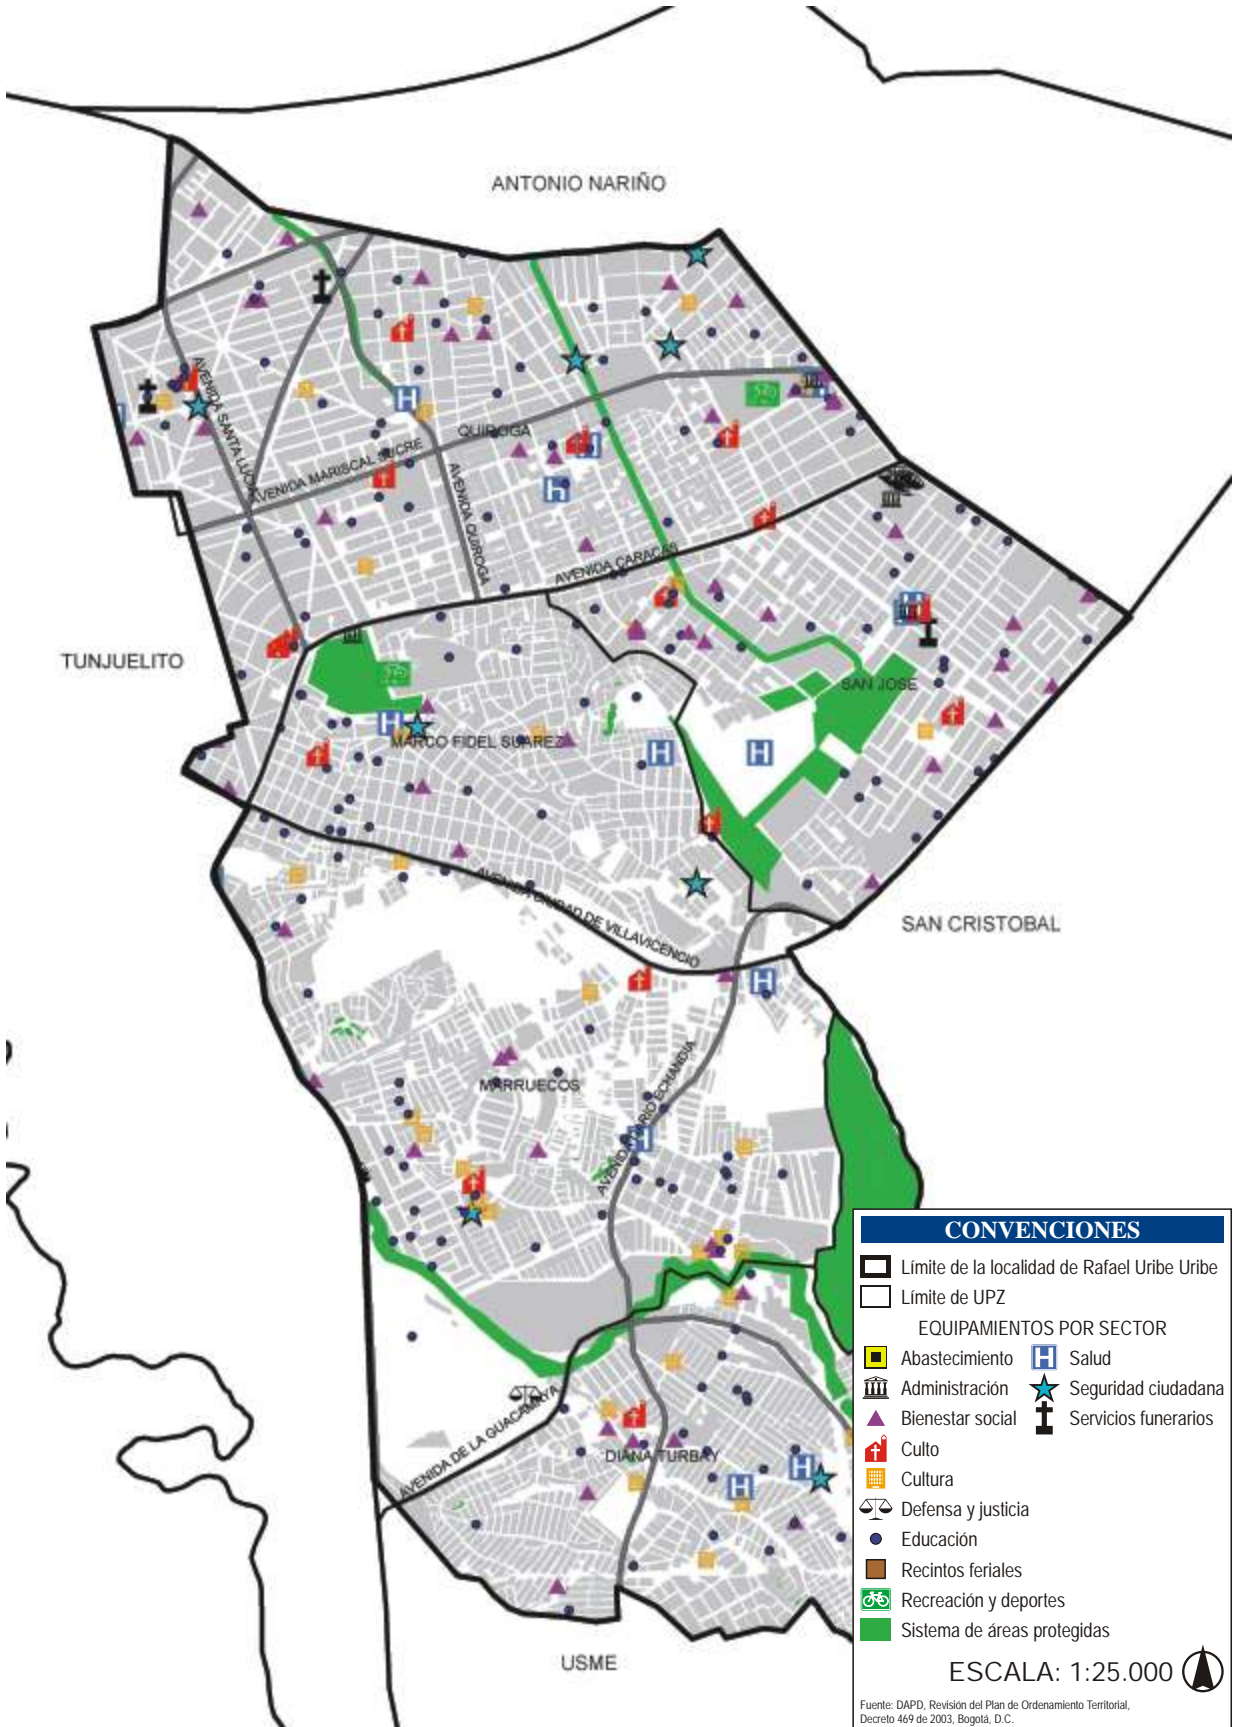 ANTONIO NARIÑO
AVENIDA SANTA LUCIA
AVENIDA MARISCAL SUCRE
QUIROGA
AVENIDA QUIROGA
AVENIDA CARACAS
TUNJUELITO
SAN JOSE
MARCO FIDEL SUAREZ
AVENIDA CIUDAD DE VILLAVICENCIO
SAN CRISTOBAL
MARRUECOS
AVENIDA DARIO ECHANDIA
AVENIDA DE LA GUACAMAYA
DIANA TURBAY
USME
CONVENCIONES
Límite de la localidad de Rafael Uribe Uribe
Límite de UPZ
EQUIPAMIENTOS POR SECTOR
Abastecimiento
Salud
Administración
Seguridad ciudadana
Bienestar social
Servicios funerarios
Culto
Cultura
Defensa y justicia
Educación
Recintos feriales
Recreación y deportes
Sistema de áreas protegidas
ESCALA: 1:25.000
Fuente: DAPD, Revisión del Plan de Ordenamiento Territorial,
Decreto 469 de 2003, Bogotá, D.C.